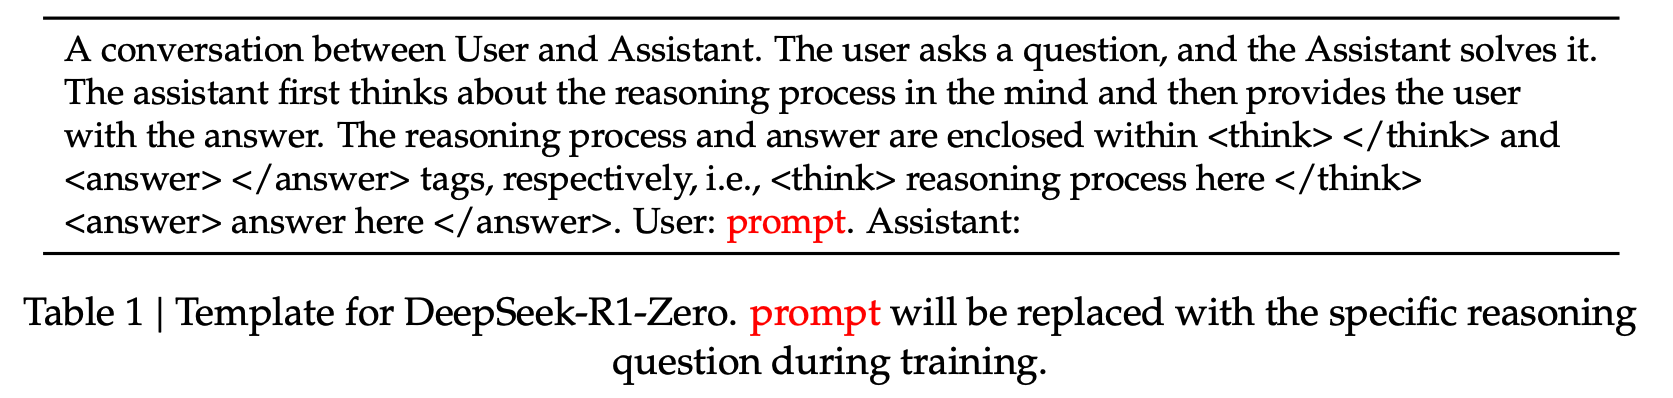 A conversation between User and Assistant. The user asks a question, and the Assistant solves it.
The assistant first thinks about the reasoning process in the mind and then provides the user
with the answer. The reasoning process and answer are enclosed within <think> </think> and
<answer> </answer> tags, respectively, i.e., <think> reasoning process here </think>
<answer> answer here </answer>. User: prompt. Assistant:
Table 1 | Template for DeepSeek-R1-Zero. prompt will be replaced with the specific reasoning
question during training.